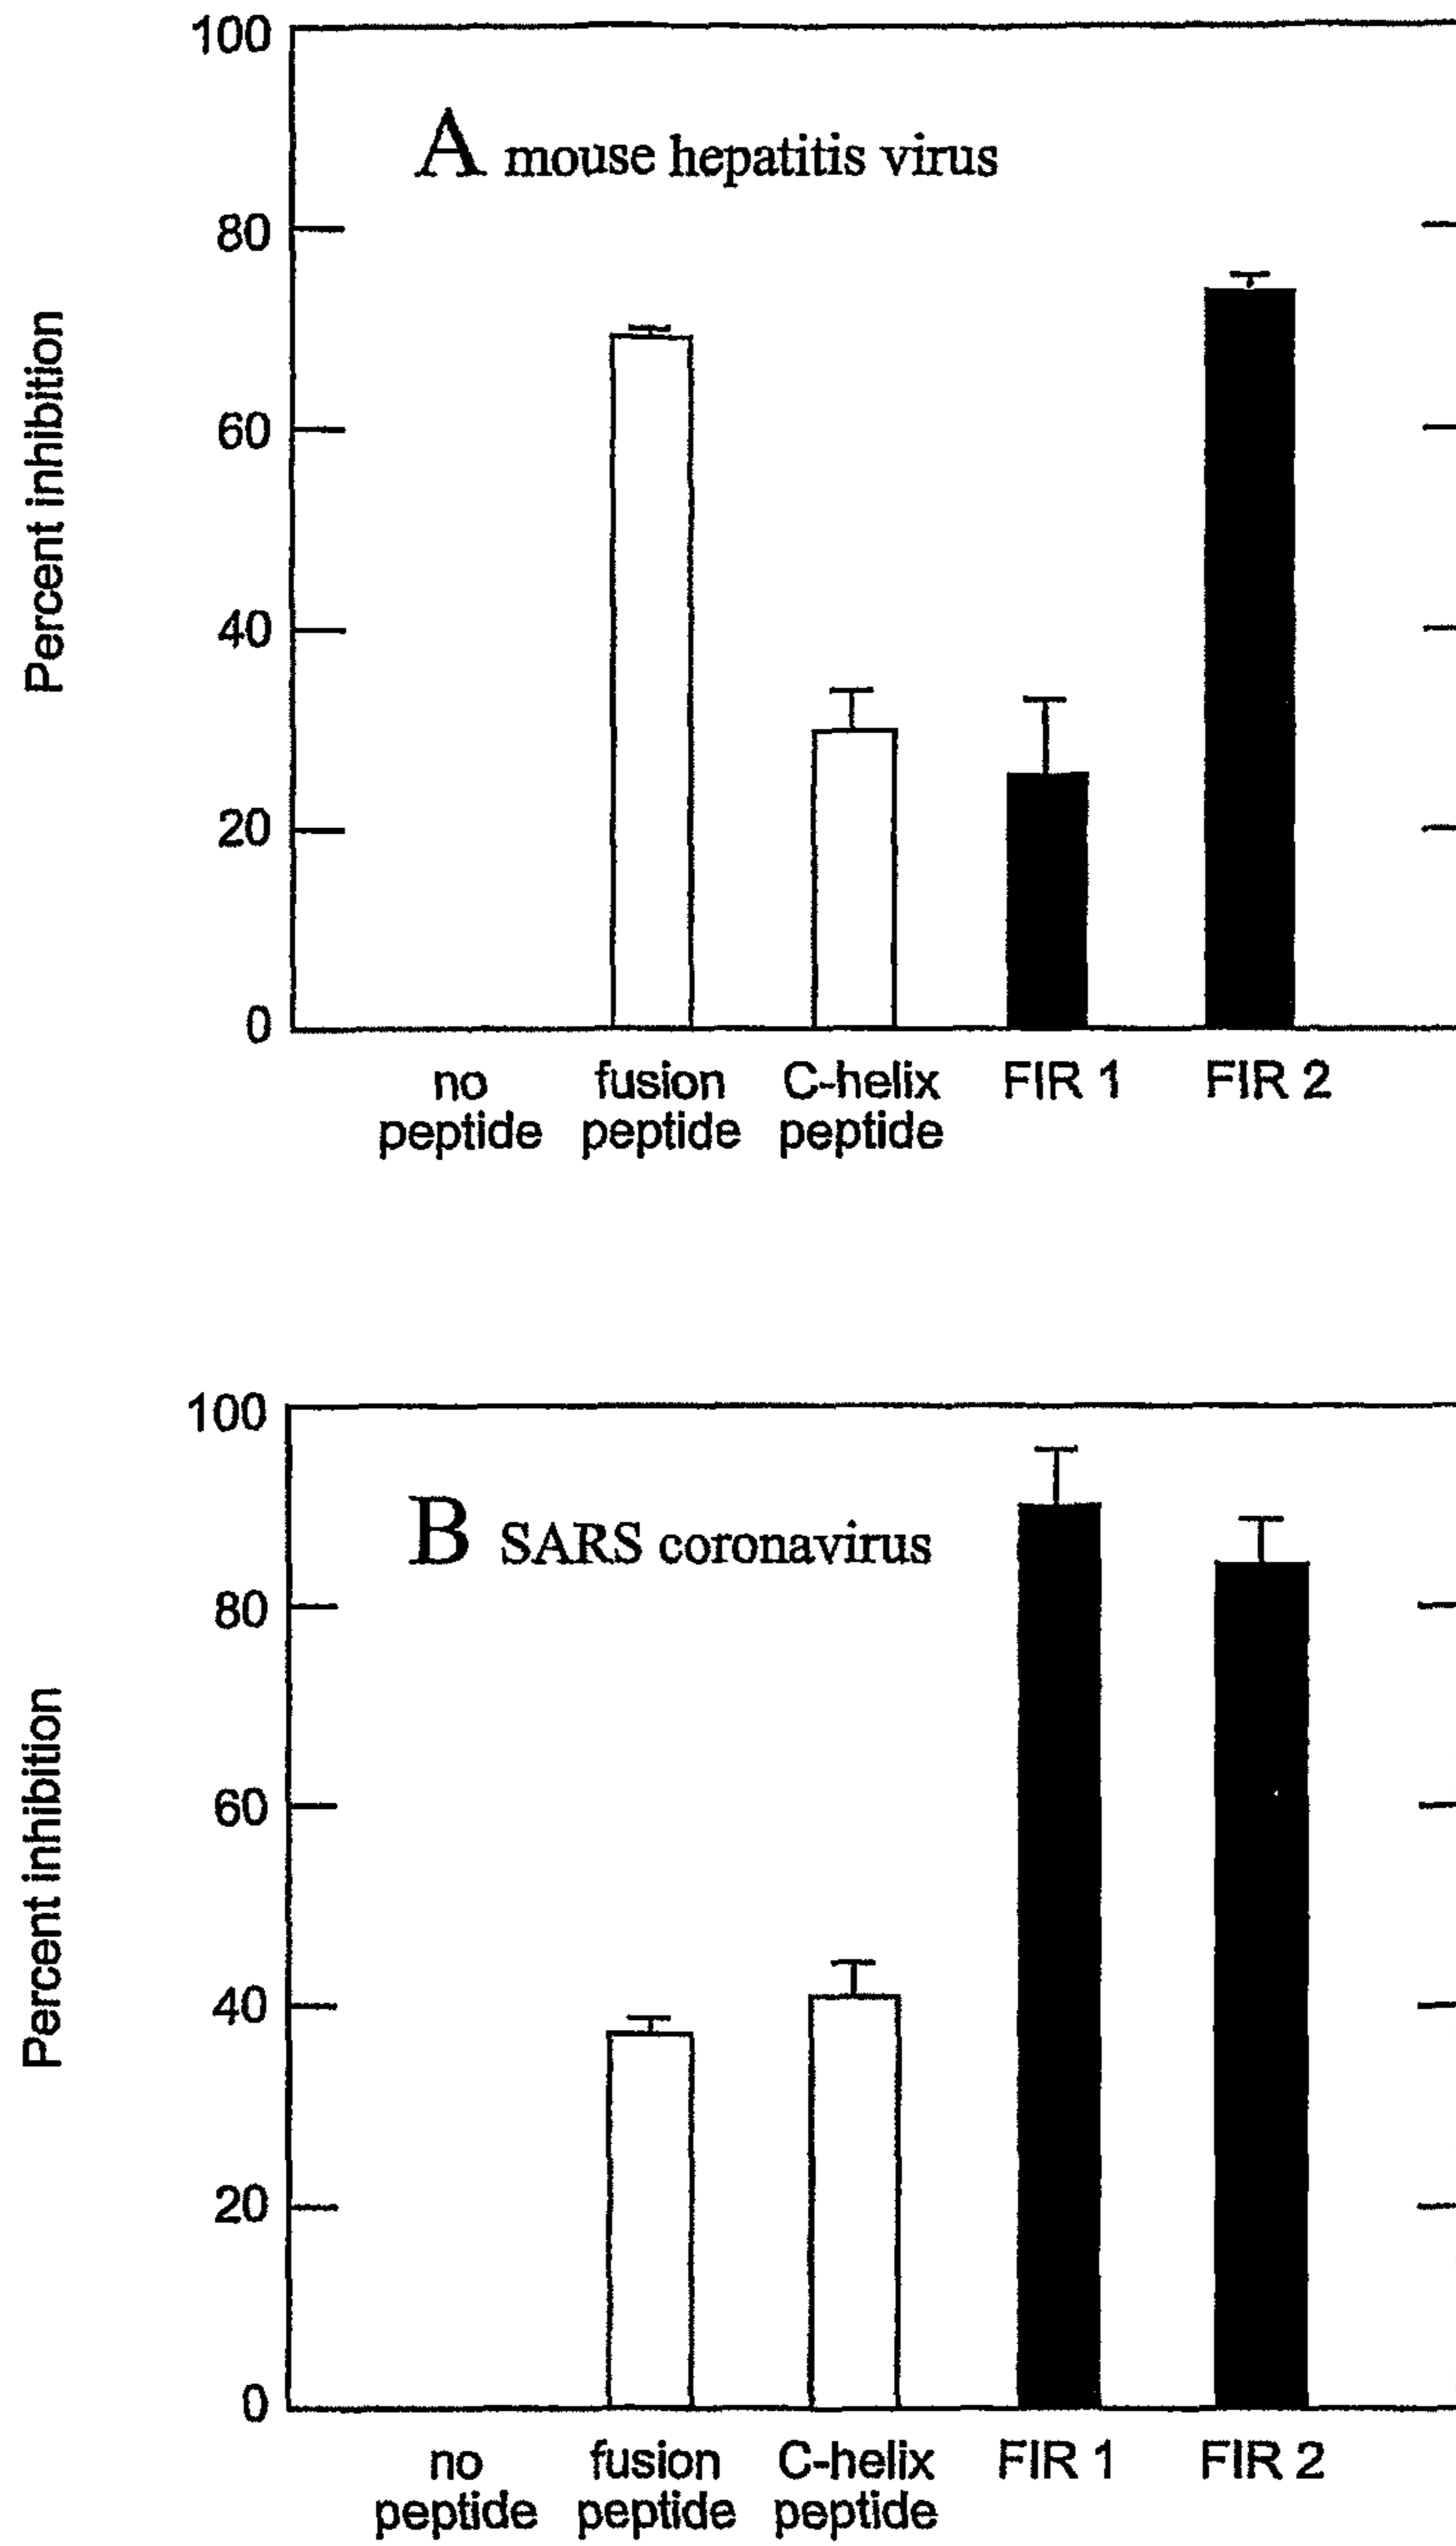 100
A mouse hepatitis virus
80
60
40
20
0
Percent inhibition
no fusion C-helix FIR 1 FIR 2
peptide peptide peptide
100
B SARS coronavirus
80
60
40
20
0
Percent inhibition
no fusion C-helix FIR 1 FIR 2
peptide peptide peptide